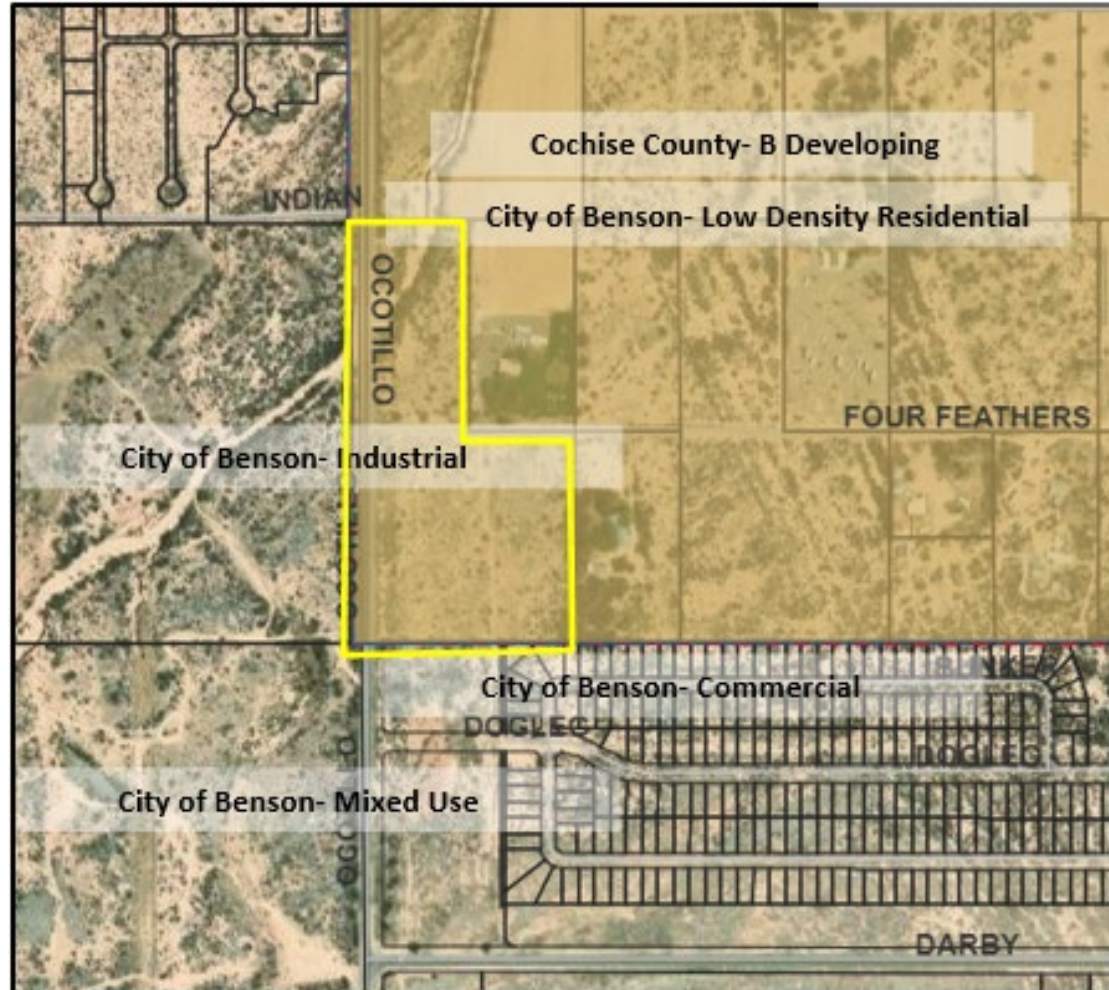 Cochise County- B Developing
INDIAN
City of Benson- Low Density Residential
OCOTILLO
FOUR FEATHERS
City of Benson- Industrial
City of Benson- Commercial
DOGLEG
DOGLEG
OCOTILLO
City of Benson- Mixed Use
DARBY